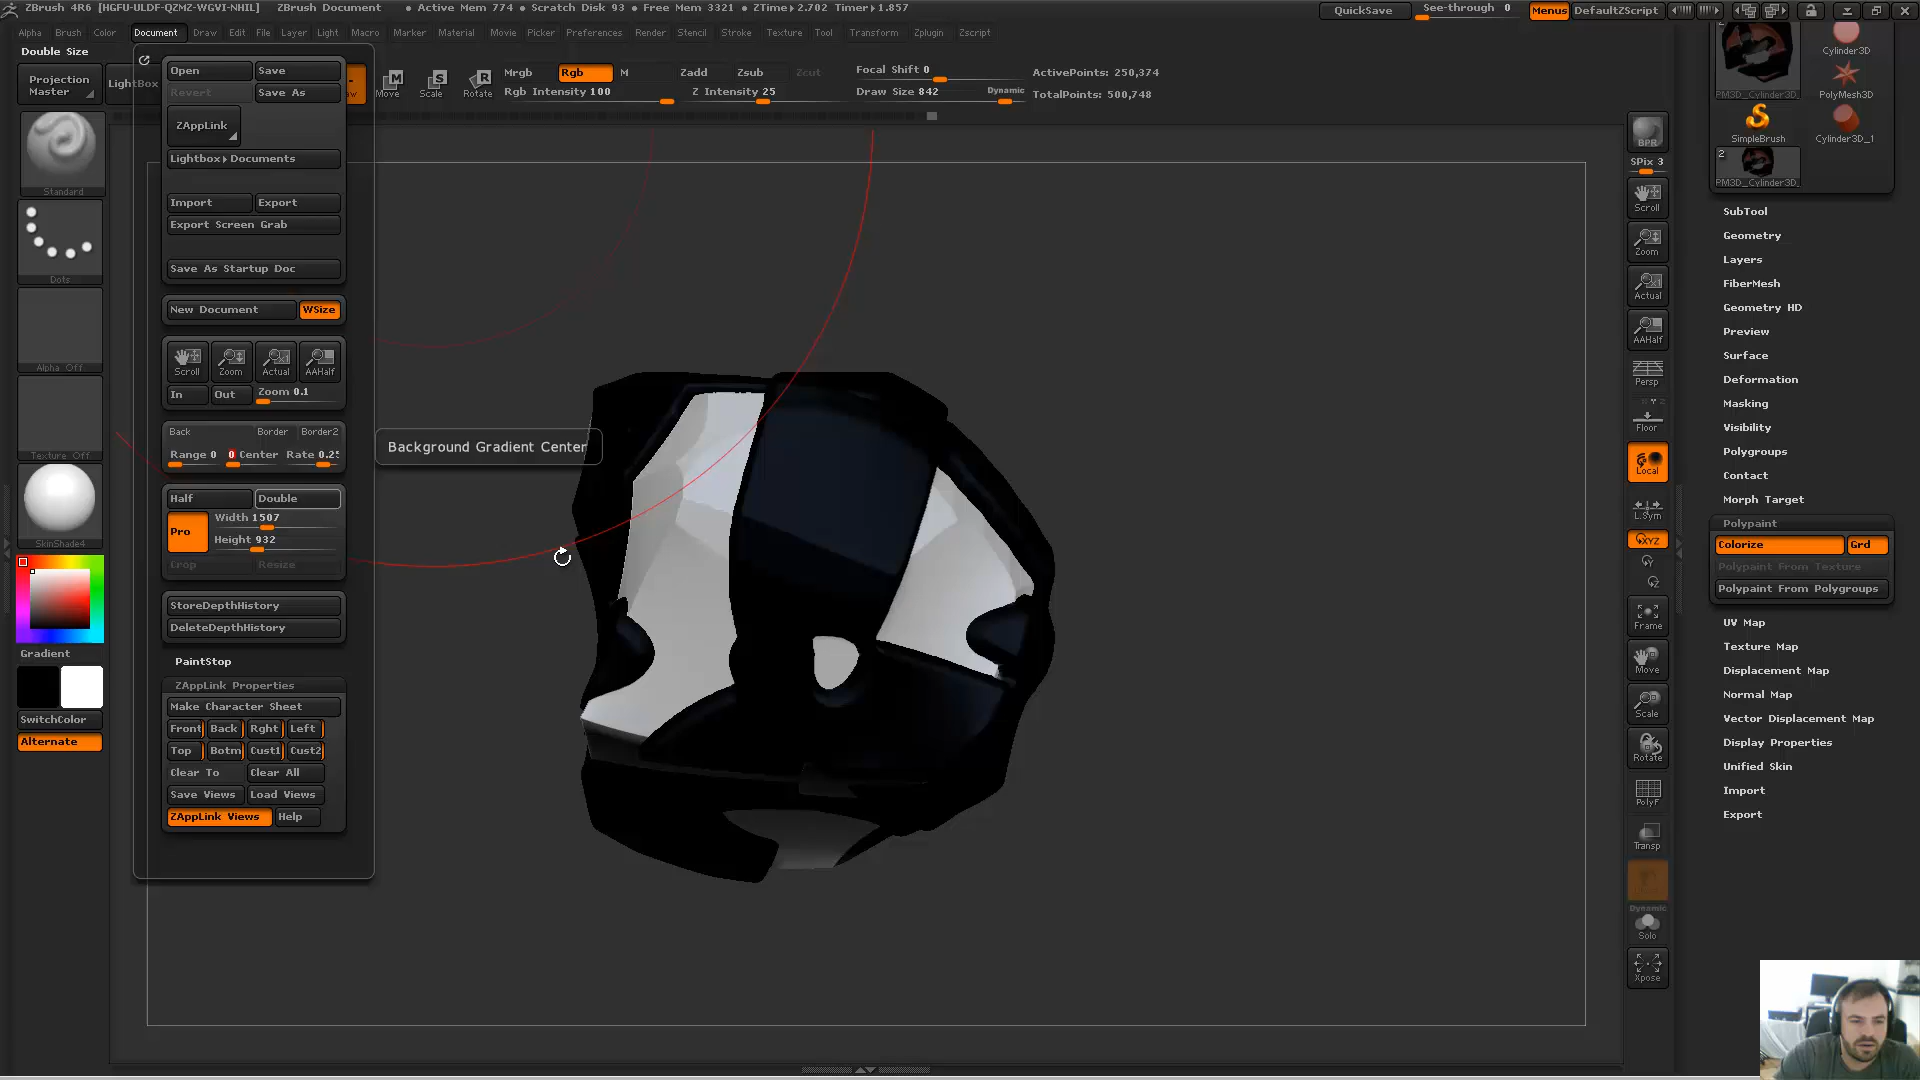 ZBrush 4R6 [HGFU-ULDF-QZMZ-WGVI-NHIL] ZBrush Document • Active Mem 774 • Scratch Disk 93 • Free Mem 3321 • ZTime▸2.702 Timer▸1.857 QuickSave See-through 0 Menus DefaultZScript
Alpha Brush Color Document Draw Edit File Layer Light Macro Marker Material Movie Picker Preferences Render Stencil Stroke Texture Tool Transform Zplugin Zscript
Double Size
Projection Master
LightBox
Move
Scale
Rotate
Mrgb Rgb M
Rgb Intensity 100
Zadd Zsub Zcut
Z Intensity 25
Focal Shift 0
Draw Size 842
Dynamic
ActivePoints: 250,374
TotalPoints: 500,748
Standard
Dots
Alpha Off
Texture Off
SkinShade4
Gradient
SwitchColor
Alternate
Open Save
Revert Save As
ZAppLink
Lightbox▸Documents
Import Export
Export Screen Grab
Save As Startup Doc
New Document WSize
Scroll Zoom Actual AAHalf
In Out Zoom 0.1
Back Border Border2
Range 0 0 Center Rate 0.25
Half Double
Pro
Width 1507
Height 932
Crop Resize
StoreDepthHistory
DeleteDepthHistory
PaintStop
ZAppLink Properties
Make Character Sheet
Front Back Rght Left
Top Botm Cust1 Cust2
Clear To Clear All
Save Views Load Views
ZAppLink Views Help
Background Gradient Center
BPR
SPix 3
Scroll
Zoom
Actual
AAHalf
Persp
Floor
Local
L.Sym
XYZ
Frame
Move
Scale
Rotate
PolyF
Transp
Dynamic
Solo
Xpose
Cylinder3D
PM3D_Cylinder3D_
PolyMesh3D
SimpleBrush
Cylinder3D_1
2
PM3D_Cylinder3D_
SubTool
Geometry
Layers
FiberMesh
Geometry HD
Preview
Surface
Deformation
Masking
Visibility
Polygroups
Contact
Morph Target
Polypaint
Colorize Grd
Polypaint From Texture
Polypaint From Polygroups
UV Map
Texture Map
Displacement Map
Normal Map
Vector Displacement Map
Display Properties
Unified Skin
Import
Export